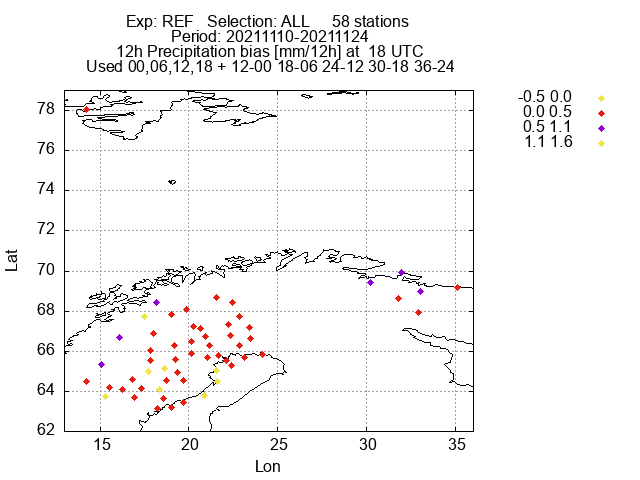 Exp: REF Selection: ALL 58 stations
Period: 20211110-20211124
12h Precipitation bias [mm/12h] at 18 UTC
Used 00,06,12,18 + 12-00 18-06 24-12 30-18 36-24
-0.5 0.0
0.0 0.5
0.5 1.1
1.1 1.6
78
76
74
72
70
68
66
64
62
Lat
15 20 25 30 35
Lon